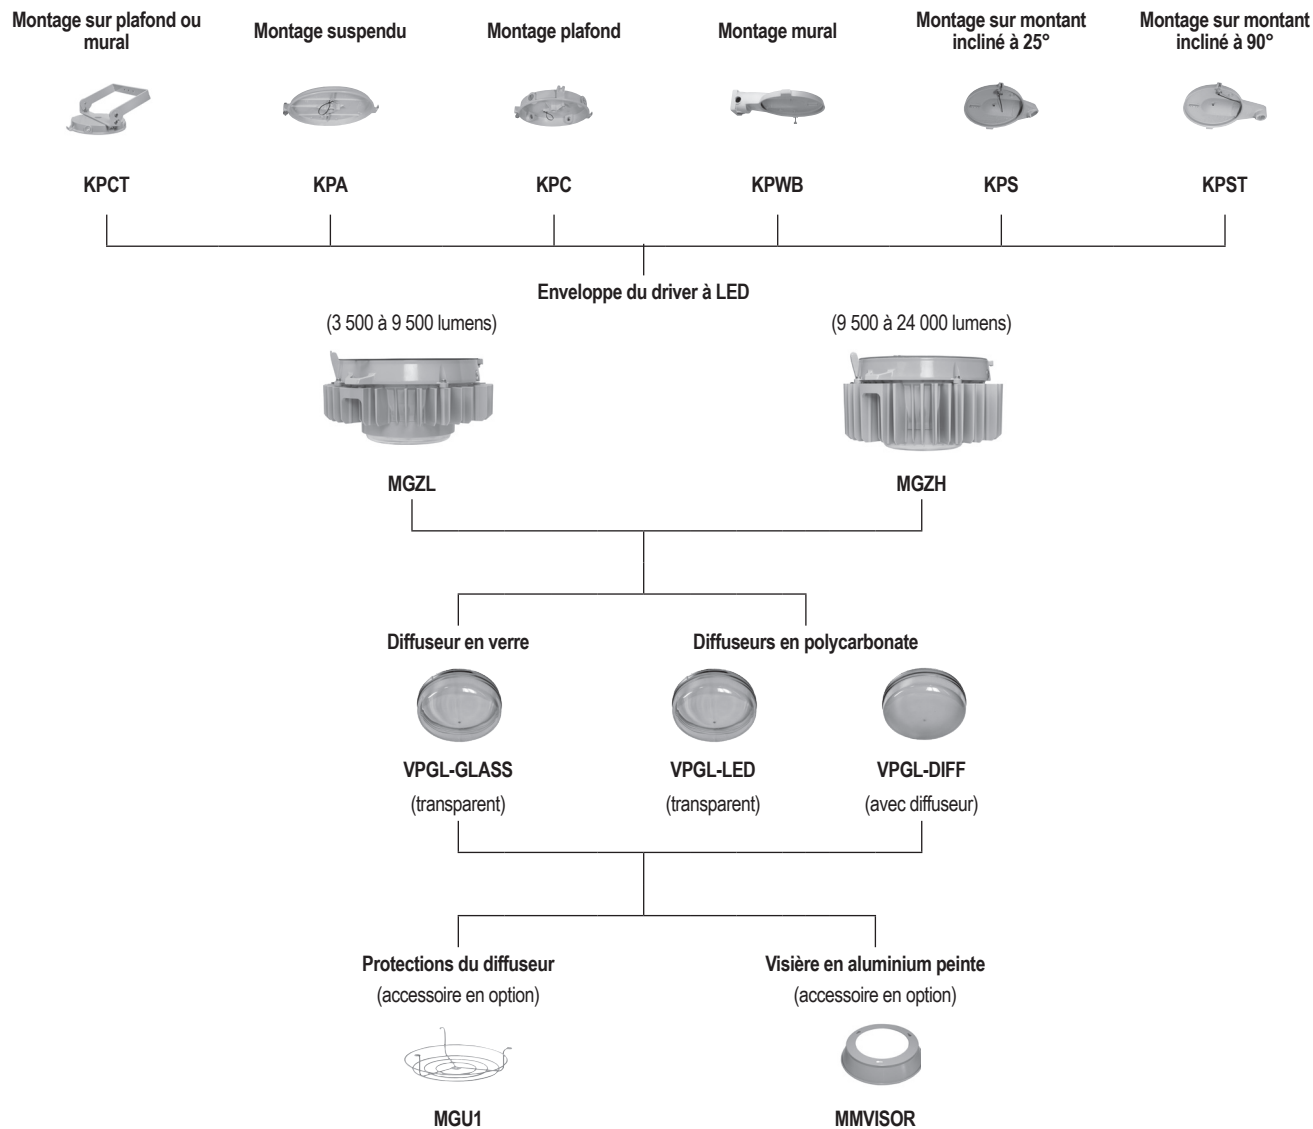 Montage sur plafond ou
mural
Montage suspendu
Montage plafond
Montage mural
Montage sur montant
incliné à 25°
Montage sur montant
incliné à 90°
KPCT
KPA
KPC
KPWB
KPS
KPST
Enveloppe du driver à LED
(3 500 à 9 500 lumens)
(9 500 à 24 000 lumens)
MGZL
MGZH
Diffuseur en verre
Diffuseurs en polycarbonate
VPGL-GLASS
VPGL-LED
VPGL-DIFF
(transparent)
(transparent)
(avec diffuseur)
Protections du diffuseur
Visière en aluminium peinte
(accessoire en option)
(accessoire en option)
MGU1
MMVISOR